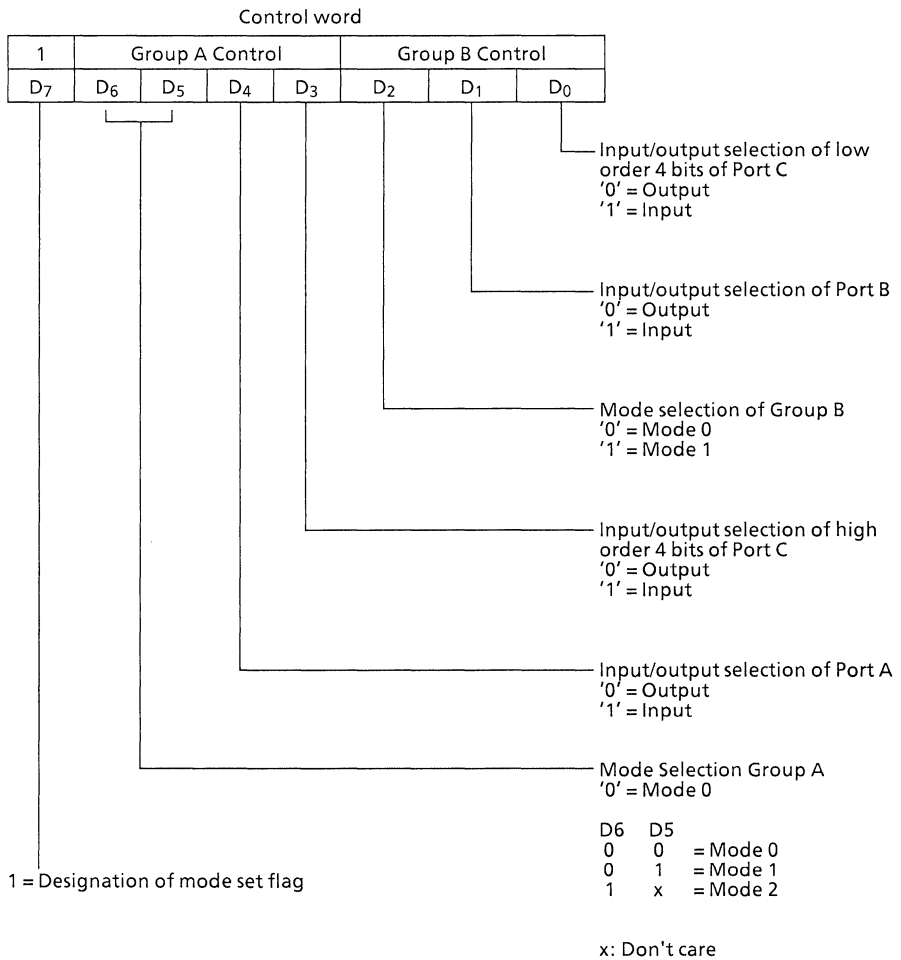 Control word
1 Group A Control Group B Control
D7 D6 D5 D4 D3 D2 D1 D0
Input/output selection of low
order 4 bits of Port C
'0' = Output
'1' = Input
Input/output selection of Port B
'0' = Output
'1' = Input
Mode selection of Group B
'0' = Mode 0
'1' = Mode 1
Input/output selection of high
order 4 bits of Port C
'0' = Output
'1' = Input
Input/output selection of Port A
'0' = Output
'1' = Input
Mode Selection Group A
'0' = Mode 0
D6 D5
0 0 = Mode 0
0 1 = Mode 1
1 x = Mode 2
1 = Designation of mode set flag
x: Don't care